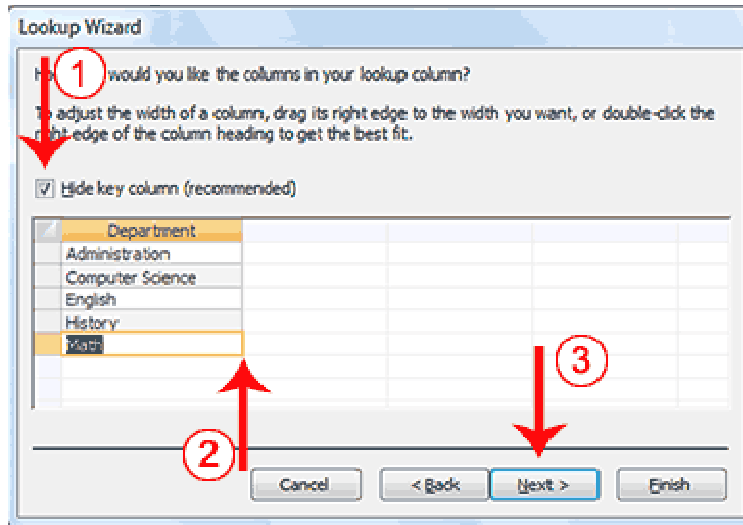 Lookup Wizard
1
would you like the columns in your lookup column?
adjust the width of a column, drag its right edge to the width you want, or double-click the
edge of the column heading to get the best fit.
Hide key column (recommended)
Department
Administration
Computer Science
English
History
Math
3
2
Cancel
< Back
Next >
Finish